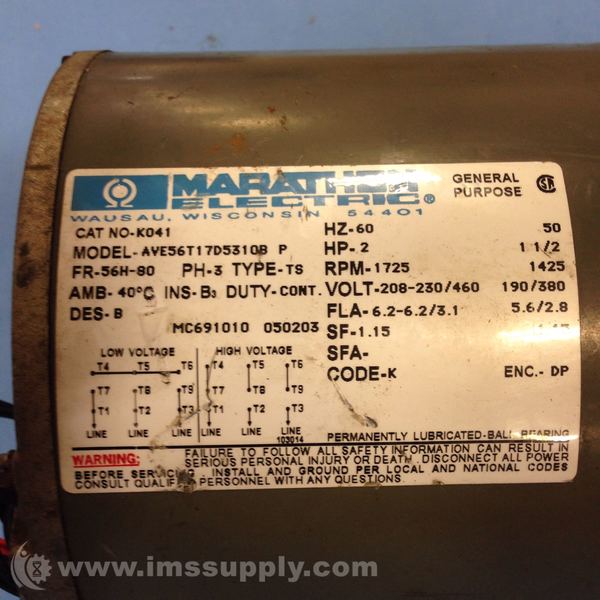 MARATHON
ELECTRIC®
GENERAL
PURPOSE
WAUSAU, WISCONSIN 54401
CAT NO-K041
MODEL-AVE56T17D5310B P
FR-56H-80 PH-3 TYPE-TS
AMB-40°C INS-B3 DUTY-CONT.
DES-B
MC691010 050203
HZ-60 50
HP-2 1 1/2
RPM-1725 1425
VOLT-208-230/460 190/380
FLA-6.2-6.2/3.1 5.6/2.8
SF-1.15
SFA-
CODE-K ENC.-DP
LOW VOLTAGE HIGH VOLTAGE
T4 T5 T6 T4 T5 T6
T7 T8 T9 T7 T8 T9
T1 T2 T3 T1 T2 T3
LINE LINE LINE LINE LINE LINE
103014
PERMANENTLY LUBRICATED-BALL BEARING
WARNING: FAILURE TO FOLLOW ALL SAFETY INFORMATION CAN RESULT IN
SERIOUS PERSONAL INJURY OR DEATH. DISCONNECT ALL POWER
BEFORE SERVICING. INSTALL AND GROUND PER LOCAL AND NATIONAL CODES
CONSULT QUALIFIED PERSONNEL WITH ANY QUESTIONS.
www.imssupply.com